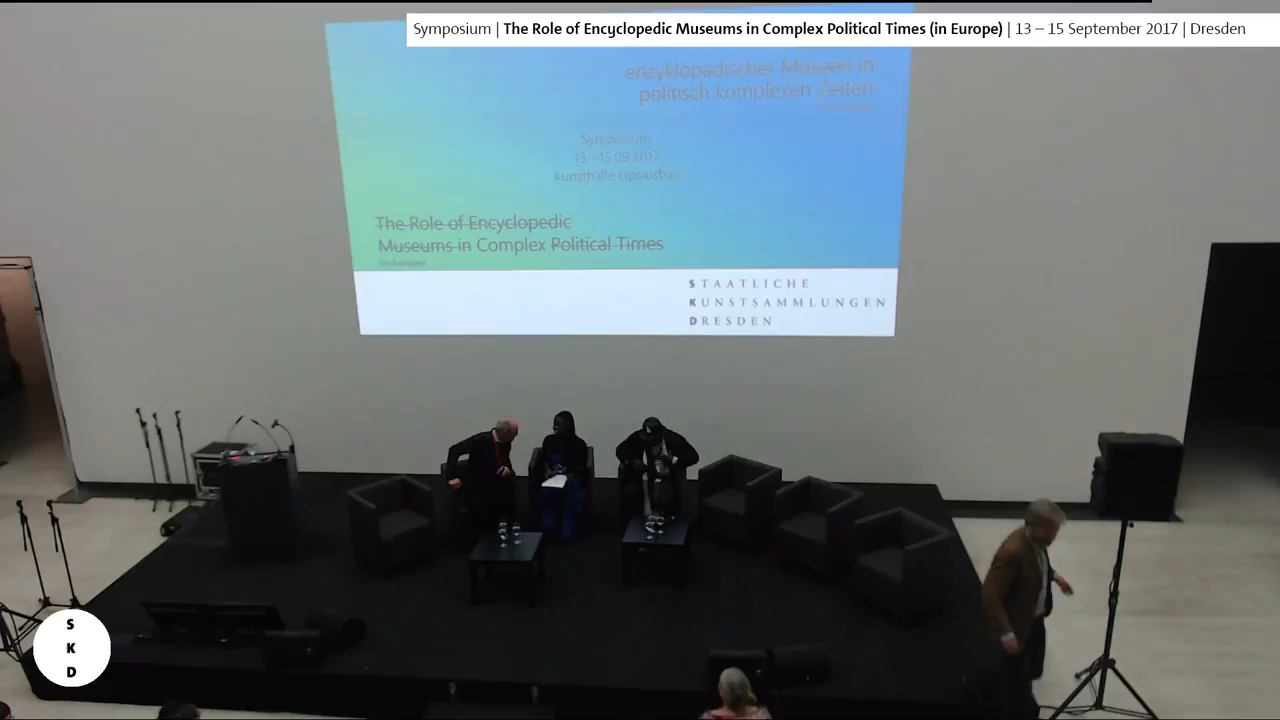 Symposium | The Role of Encyclopedic Museums in Complex Political Times (in Europe) | 13 – 15 September 2017 | Dresden
enzyklopädischer Museen in
politisch komplexen Zeiten
Symposium
13. -15.09.2017
Kunsthalle Lipsiusbau
The Role of Encyclopedic
Museums in Complex Political Times
(in Europe)
STAATLICHE
KUNSTSAMMLUNGEN
DRESDEN
S
K
D